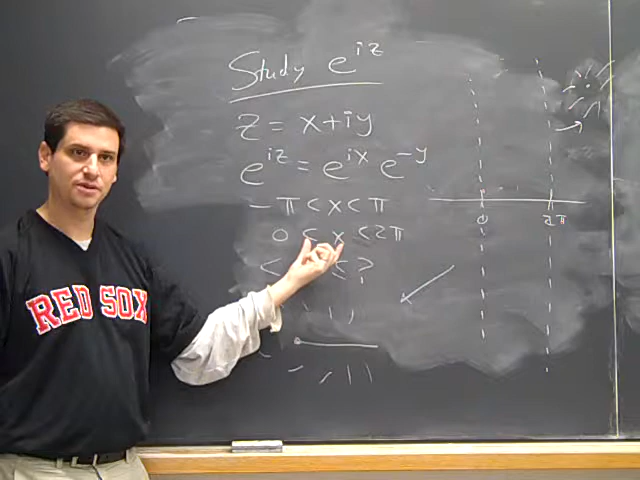 Study e^{iz}
z = x+iy
e^{iz} = e^{ix} e^{-y}
-π<x<π
0 < x <2π
< < ?
0 2π
RED SOX